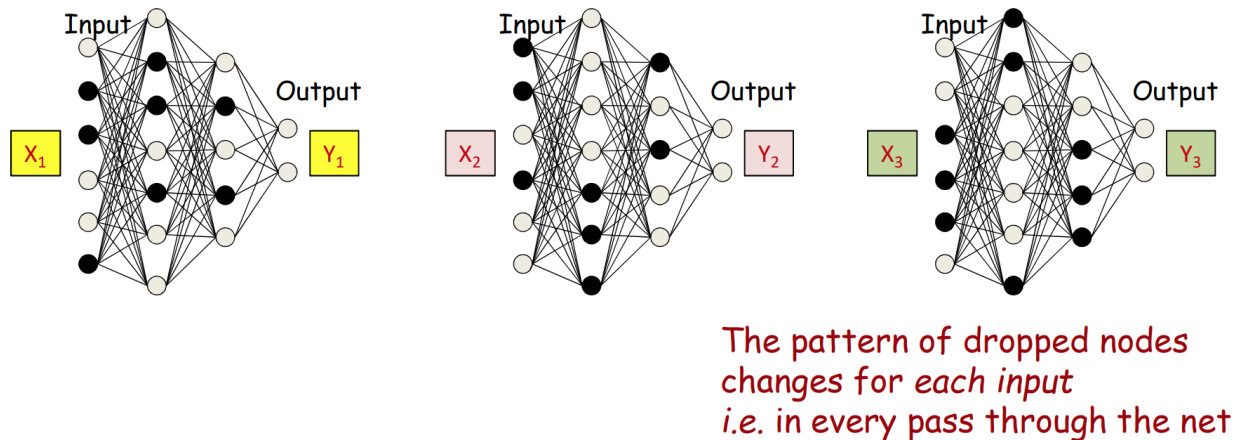 Input
Output
X₁
Y₁
Input
Output
X₂
Y₂
Input
Output
X₃
Y₃
The pattern of dropped nodes
changes for each input
i.e. in every pass through the net